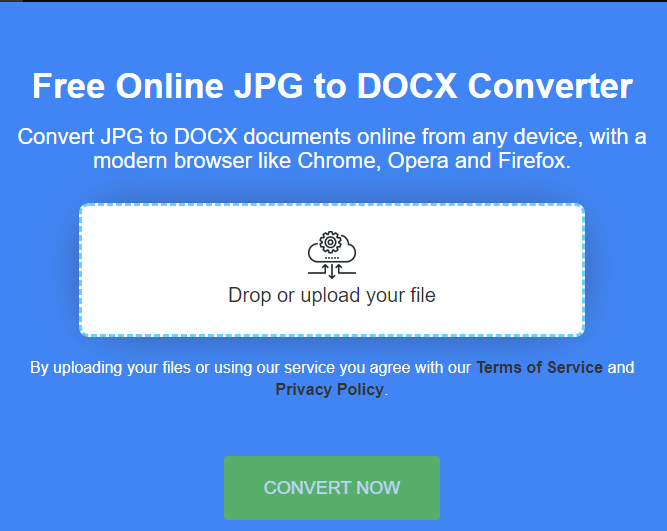 Free Online JPG to DOCX Converter
Convert JPG to DOCX documents online from any device, with a
modern browser like Chrome, Opera and Firefox.
Drop or upload your file
By uploading your files or using our service you agree with our Terms of Service and
Privacy Policy.
CONVERT NOW